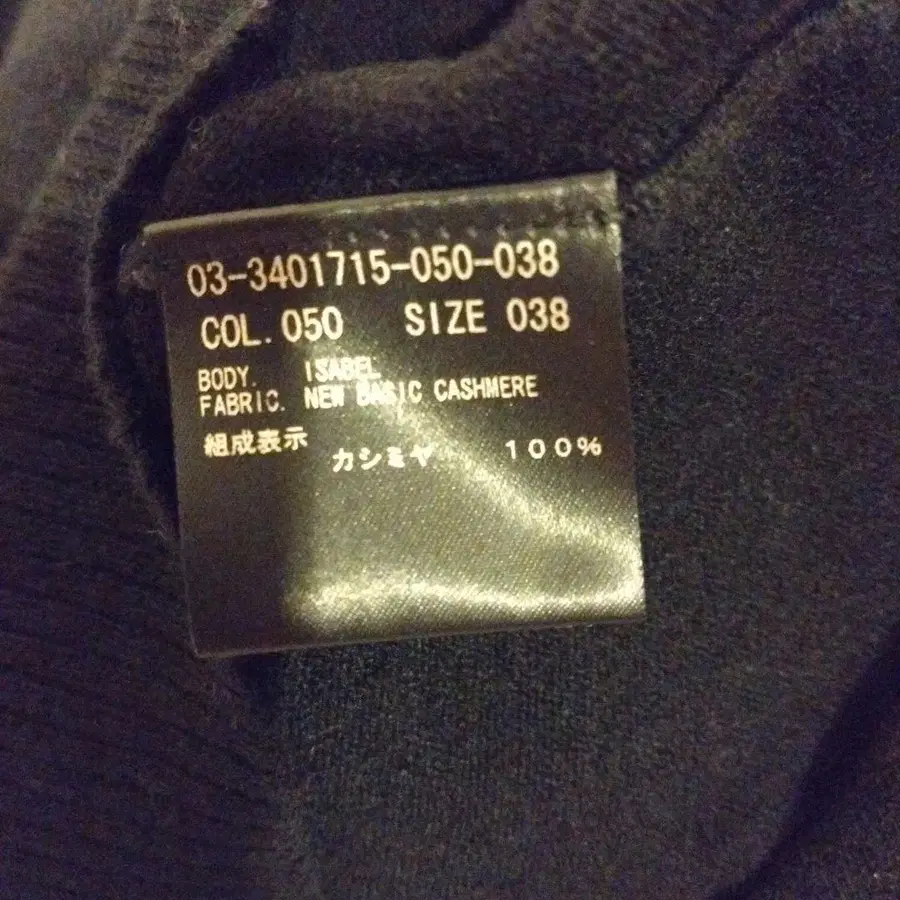 03-3401715-050-038
COL. 050 SIZE 038
BODY. ISABEL
FABRIC. NEW BASIC CASHMERE
組成表示
カシミヤ 100%